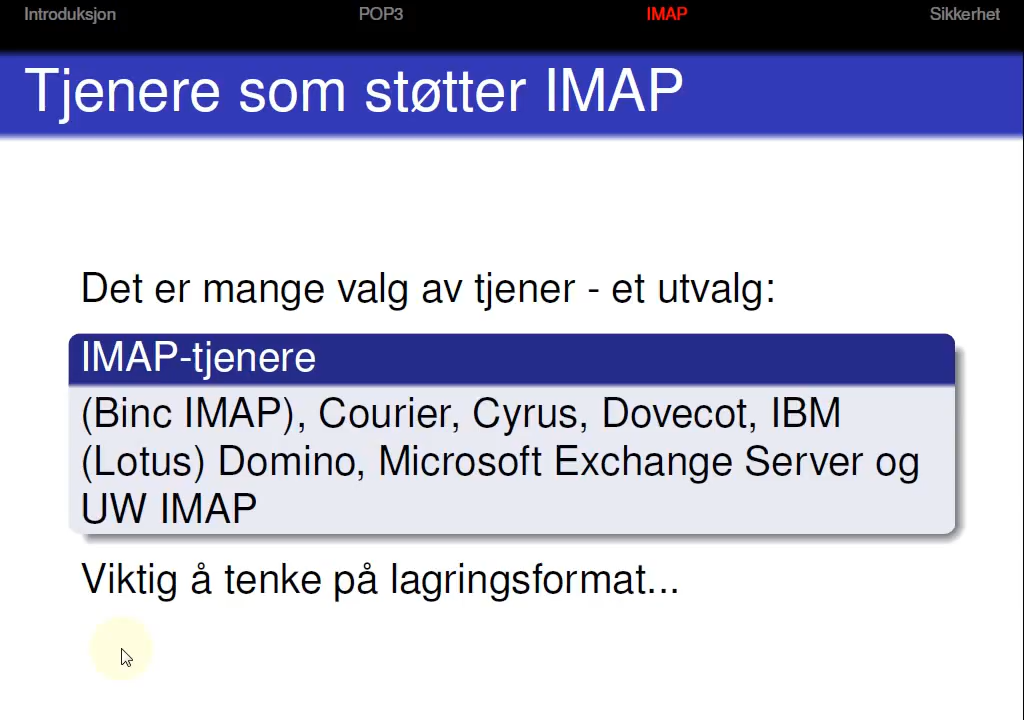 Introduksjon POP3 IMAP Sikkerhet
Tjenere som støtter IMAP
Det er mange valg av tjener - et utvalg:
IMAP-tjenere
(Binc IMAP), Courier, Cyrus, Dovecot, IBM
(Lotus) Domino, Microsoft Exchange Server og
UW IMAP
Viktig å tenke på lagringsformat...